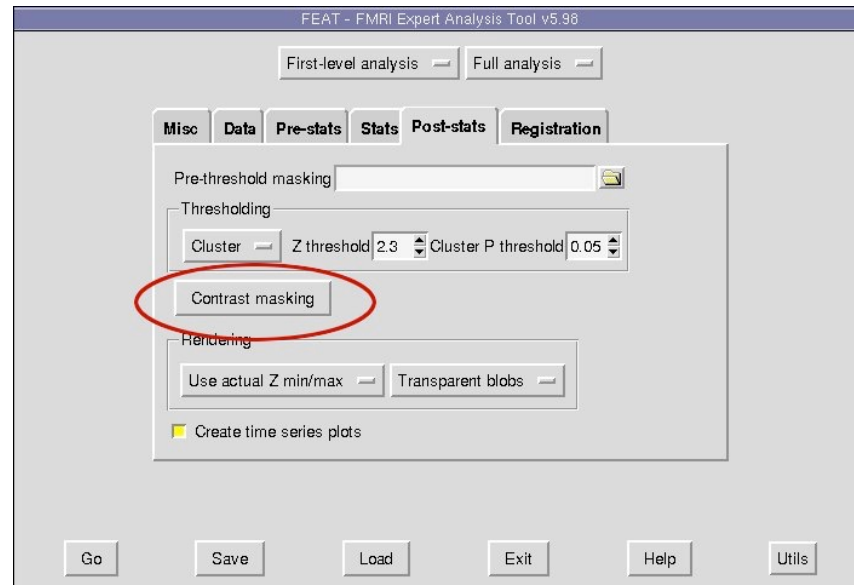 FEAT - FMRI Expert Analysis Tool v5.98
First-level analysis Full analysis
Misc Data Pre-stats Stats Post-stats Registration
Pre-threshold masking
Thresholding
Cluster Z threshold 2.3 Cluster P threshold 0.05
Contrast masking
Rendering
Use actual Z min/max Transparent blobs
Create time series plots
Go Save Load Exit Help Utils